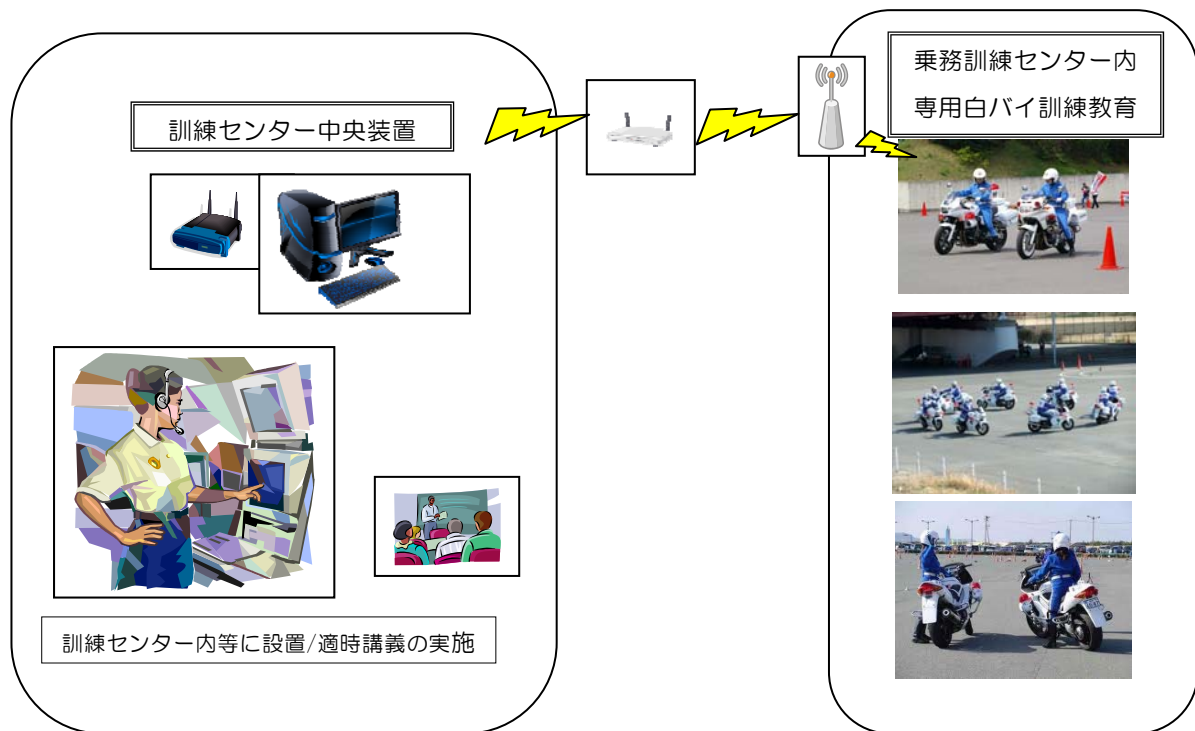 訓練センター中央装置
乗務訓練センター内
専用白バイ訓練教育
訓練センター内等に設置/適時講義の実施